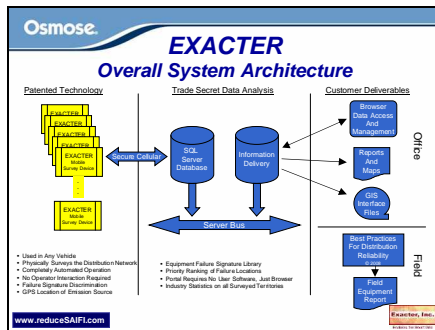 Osmose.
EXACTER
Overall System Architecture
Patented Technology
Trade Secret Data Analysis
Customer Deliverables
EXACTER
EXACTER
EXACTER
EXACTER
EXACTER
Mobile
Survey Device
EXACTER
Mobile
Survey Device
Secure Cellular
SQL
Server
Database
Information
Delivery
Server Bus
Browser
Data Access
And
Management
Reports
And
Maps
GIS
Interface
Files
Office
Best Practices
For Distribution
Reliability
© 2009
Field
Equipment
Report
Field
• Used in Any Vehicle
• Physically Surveys the Distribution Network
• Completely Automated Operation
• No Operator Interaction Required
• Failure Signature Discrimination
• GPS Location of Emission Source
• Equipment Failure Signature Library
• Priority Ranking of Failure Locations
• Portal Requires No User Software, Just Browser
• Industry Statistics on all Surveyed Territories
www.reduceSAIFI.com
Exacter, Inc.